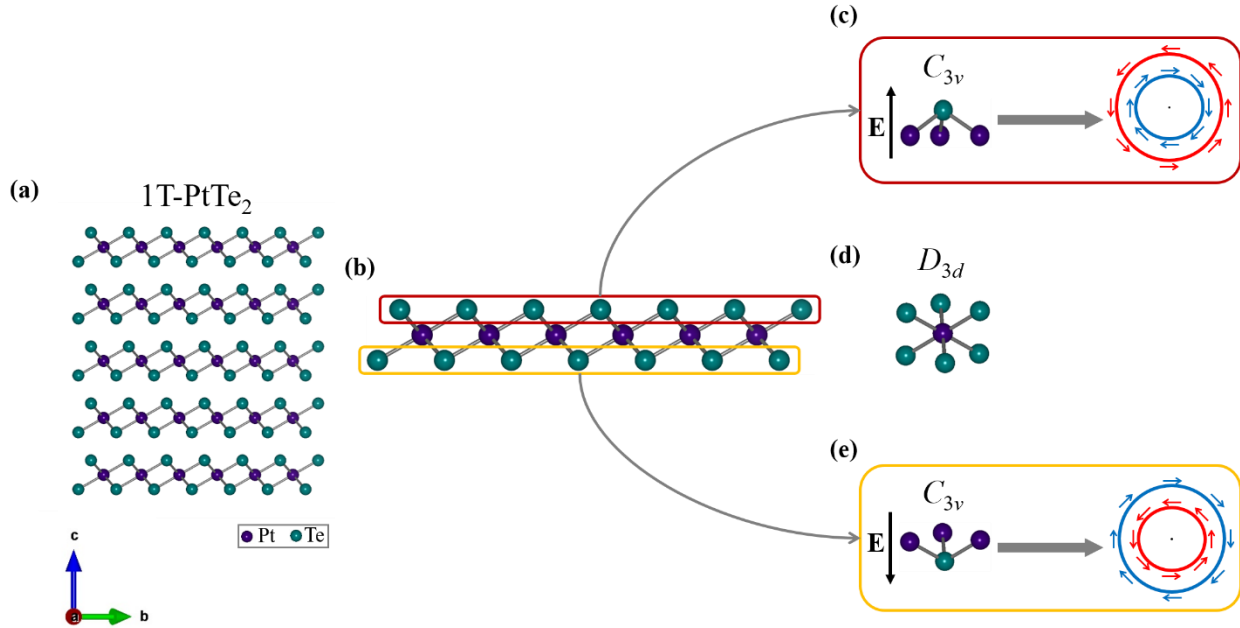 (a)
1T-PtTe₂
c
a
b
Pt Te
(b)
(c)
C₃ᵥ
E
(d)
D₃d
(e)
C₃ᵥ
E